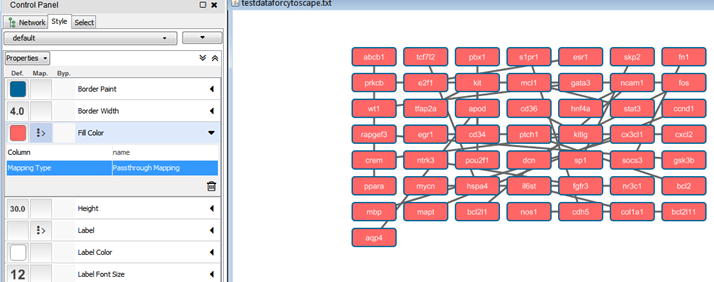 Control Panel
Network Style Select
default
Properties
Def. Map. Byp.
Border Paint
4.0 Border Width
Fill Color
Column name
Mapping Type Passthrough Mapping
30.0 Height
Label
Label Color
12 Label Font Size
testdataforcytoscape.txt
abcb1 tcf7l2 pbx1 s1pr1 esr1 skp2 fn1
prkcb e2f1 kit mcl1 gata3 ncam1 fos
wt1 tfap2a apod cd36 hnf4a stat3 ccnd1
rapgef3 egr1 cd34 ptch1 kitlg cx3cl1 cxcl2
crem ntrk3 pou2f1 dcn sp1 socs3 gsk3b
ppara mycn hspa4 il6st fgfr3 nr3c1 bcl2
mbp mapt bcl2l1 nos1 cdh5 col1a1 bcl2l11
aqp4